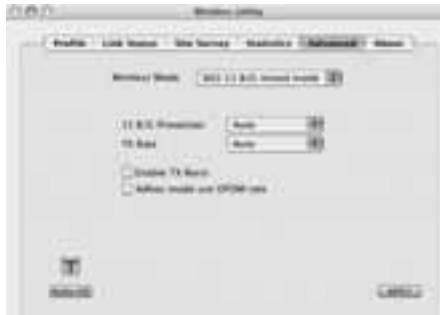 Wireless Utility
Profile Link Status Site Survey Statistics Advanced About
Wireless Mode 802.11 B/G mixed mode
11 B/G Protection Auto
TX Rate Auto
Enable TX Burst
Adhoc mode use OFDM rate
APPLY